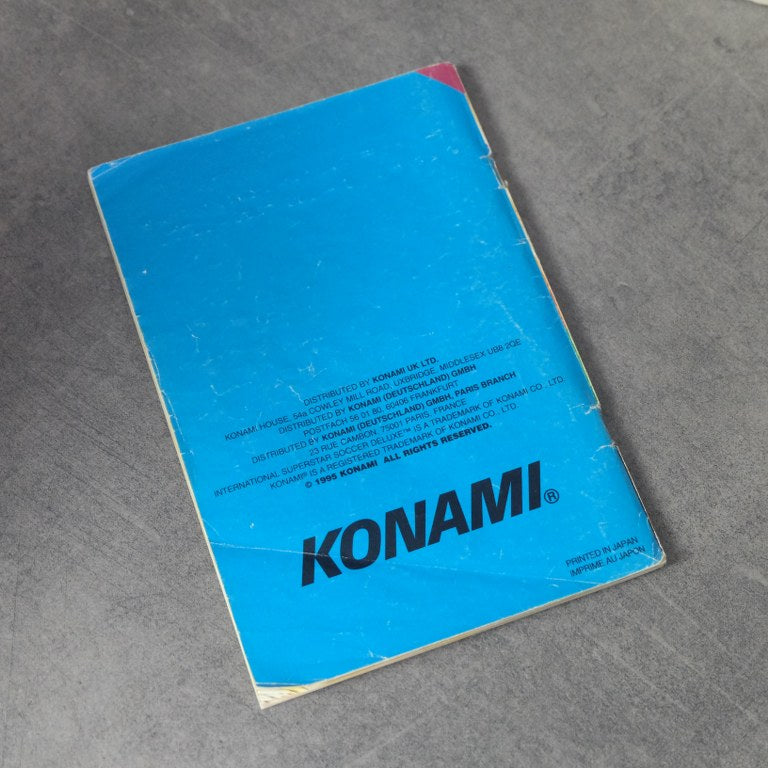 DISTRIBUTED BY KONAMI UK LTD.
KONAMI HOUSE, 54a COWLEY MILL ROAD, UXBRIDGE, MIDDLESEX UB8 2QE
DISTRIBUTED BY KONAMI (DEUTSCHLAND) GMBH
POSTFACH 56 01 80, 60406 FRANKFURT
DISTRIBUTED BY KONAMI (DEUTSCHLAND) GMBH, PARIS BRANCH
23 RUE CAMBON, 75001 PARIS, FRANCE
INTERNATIONAL SUPERSTAR SOCCER DELUXE™ IS A TRADEMARK OF KONAMI CO., LTD.
KONAMI® IS A REGISTERED TRADEMARK OF KONAMI CO., LTD.
© 1995 KONAMI ALL RIGHTS RESERVED.
KONAMI®
PRINTED IN JAPAN
IMPRIME AU JAPON